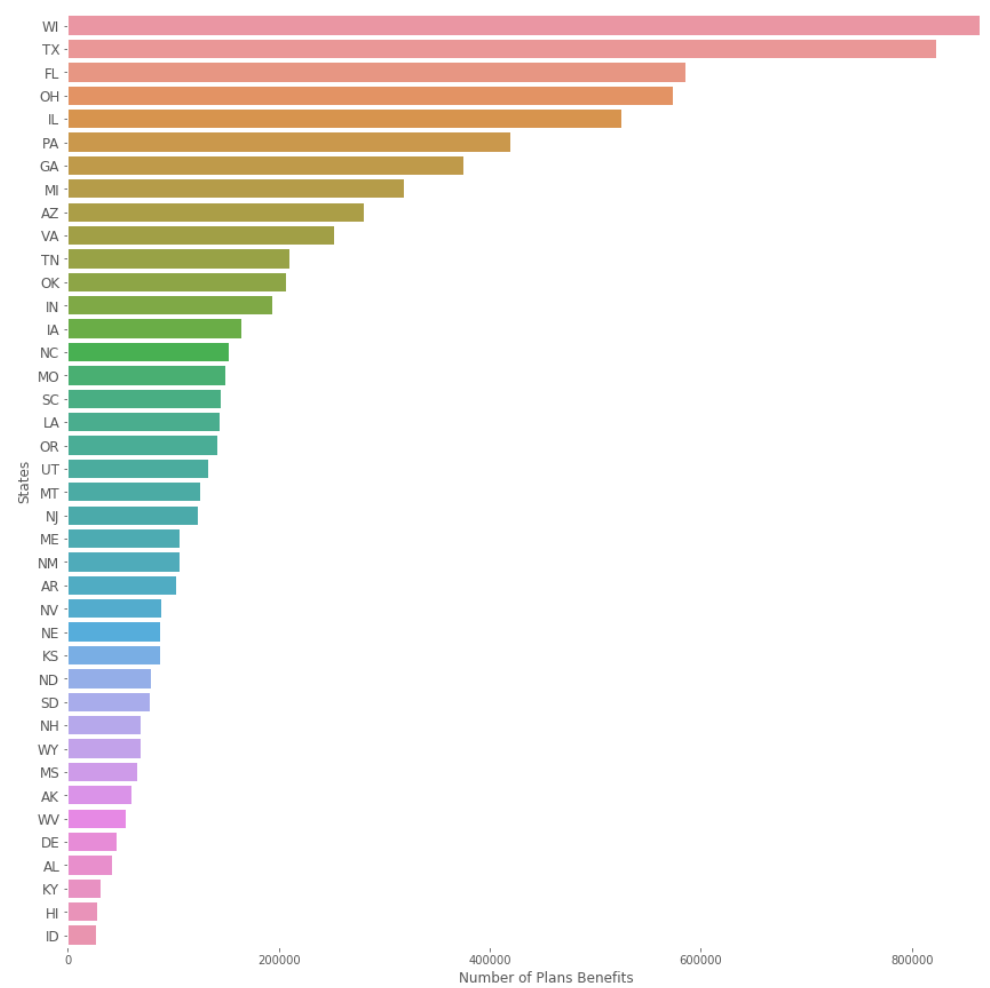 WI
TX
FL
OH
IL
PA
GA
MI
AZ
VA
TN
OK
IN
IA
NC
MO
SC
LA
OR
UT
MT
NJ
ME
NM
AR
NV
NE
KS
ND
SD
NH
WY
MS
AK
WV
DE
AL
KY
HI
ID
States
0 200000 400000 600000 800000
Number of Plans Benefits